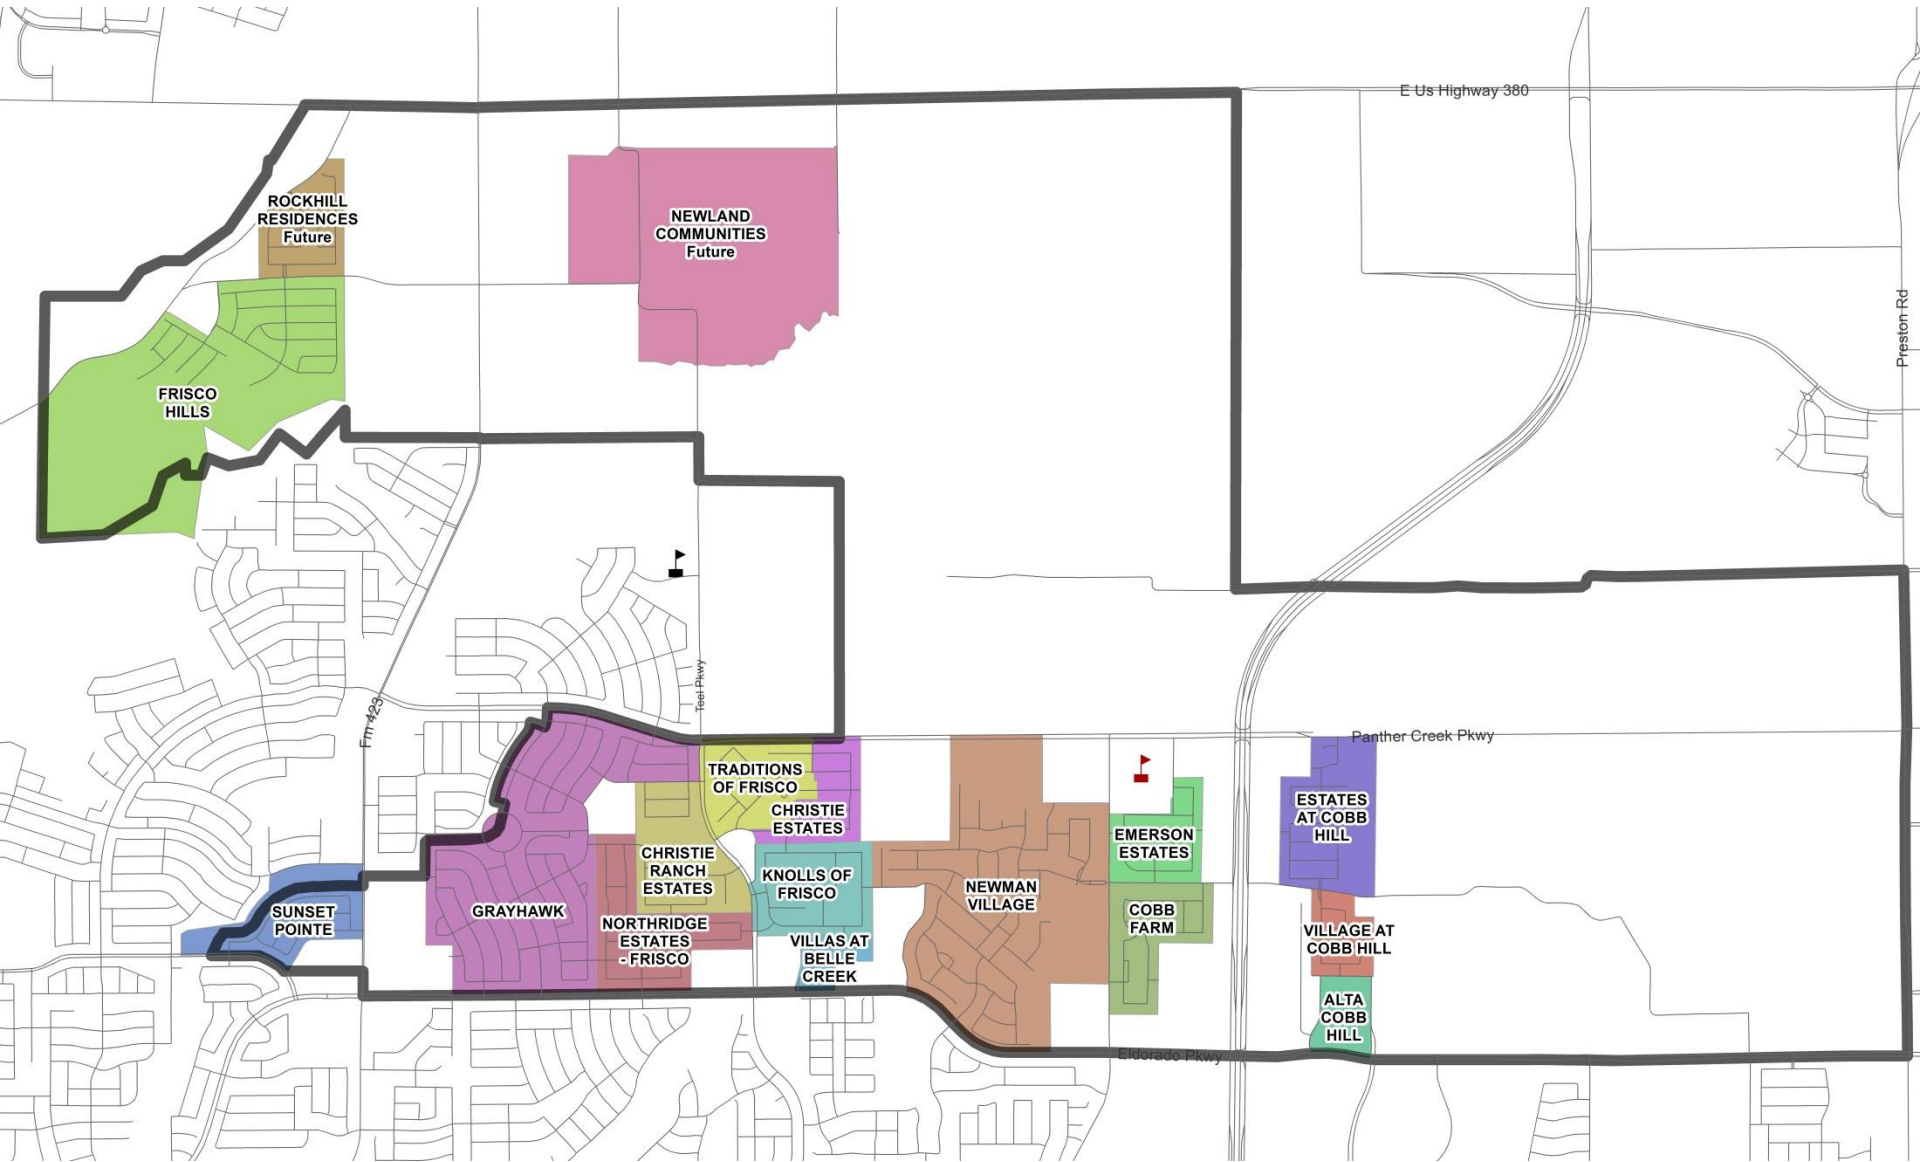 E Us Highway 380
ROCKHILL
RESIDENCES
Future
NEWLAND
COMMUNITIES
Future
Preston Rd
FRISCO
HILLS
Teel Pkwy
Fm 423
Panther Creek Pkwy
TRADITIONS
OF FRISCO
CHRISTIE
ESTATES
ESTATES
AT COBB
HILL
EMERSON
ESTATES
CHRISTIE
RANCH
ESTATES
KNOLLS OF
FRISCO
NEWMAN
VILLAGE
GRAYHAWK
SUNSET
POINTE
COBB
FARM
NORTHRIDGE
ESTATES
- FRISCO
VILLAS AT
BELLE
CREEK
VILLAGE AT
COBB HILL
ALTA
COBB
HILL
Eldorado Pkwy